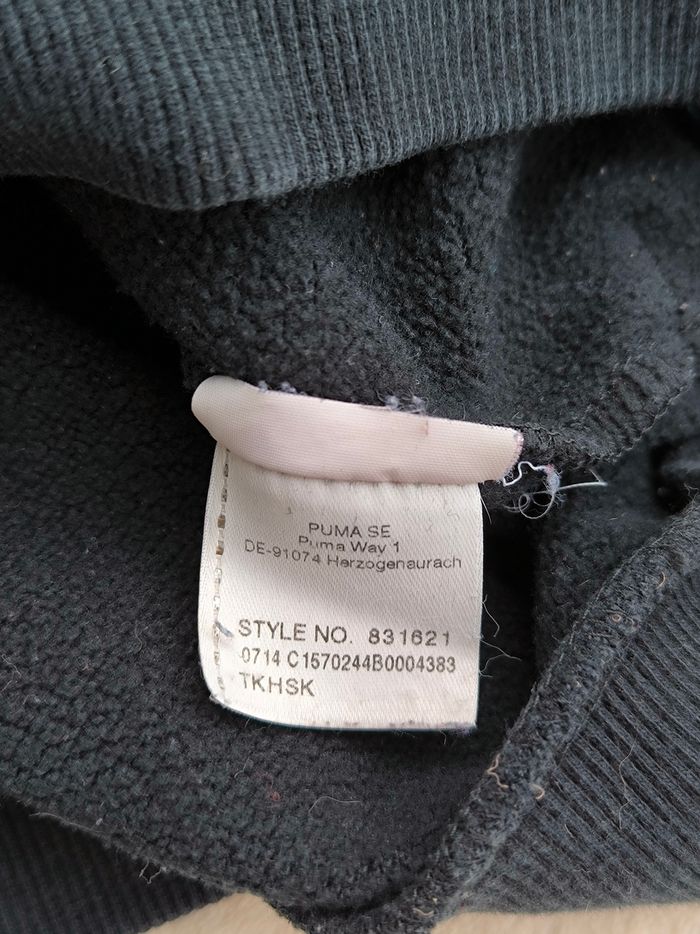 PUMA SE
Puma Way 1
DE-91074 Herzogenaurach
STYLE NO. 831621
0714 C1570244B0004383
TKHSK